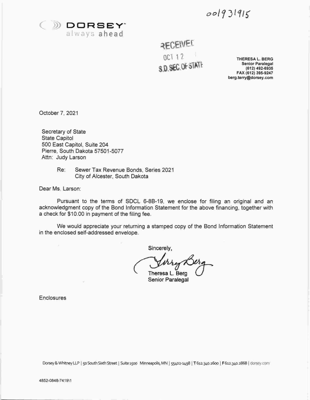 001931915
DORSEY
always ahead
RECEIVED
OCT 12
S.D. SEC. OF STATE
THERESA L. BERG
Senior Paralegal
(612) 492-6935
FAX (612) 395-9247
berg.terry@dorsey.com
October 7, 2021
Secretary of State
State Capitol
500 East Capitol, Suite 204
Pierre, South Dakota 57501-5077
Attn: Judy Larson
Re: Sewer Tax Revenue Bonds, Series 2021
City of Alcester, South Dakota
Dear Ms. Larson:
Pursuant to the terms of SDCL 6-8B-19, we enclose for filing an original and an
acknowledgment copy of the Bond Information Statement for the above financing, together with
a check for $10.00 in payment of the filing fee.
We would appreciate your returning a stamped copy of the Bond Information Statement
in the enclosed self-addressed envelope.
Sincerely,
Terry Berg
Theresa L. Berg
Senior Paralegal
Enclosures
Dorsey & Whitney LLP | 50 South Sixth Street | Suite 1500 Minneapolis, MN | 55402-1498 | T 612.340.2600 | F 612.340.2868 | dorsey.com